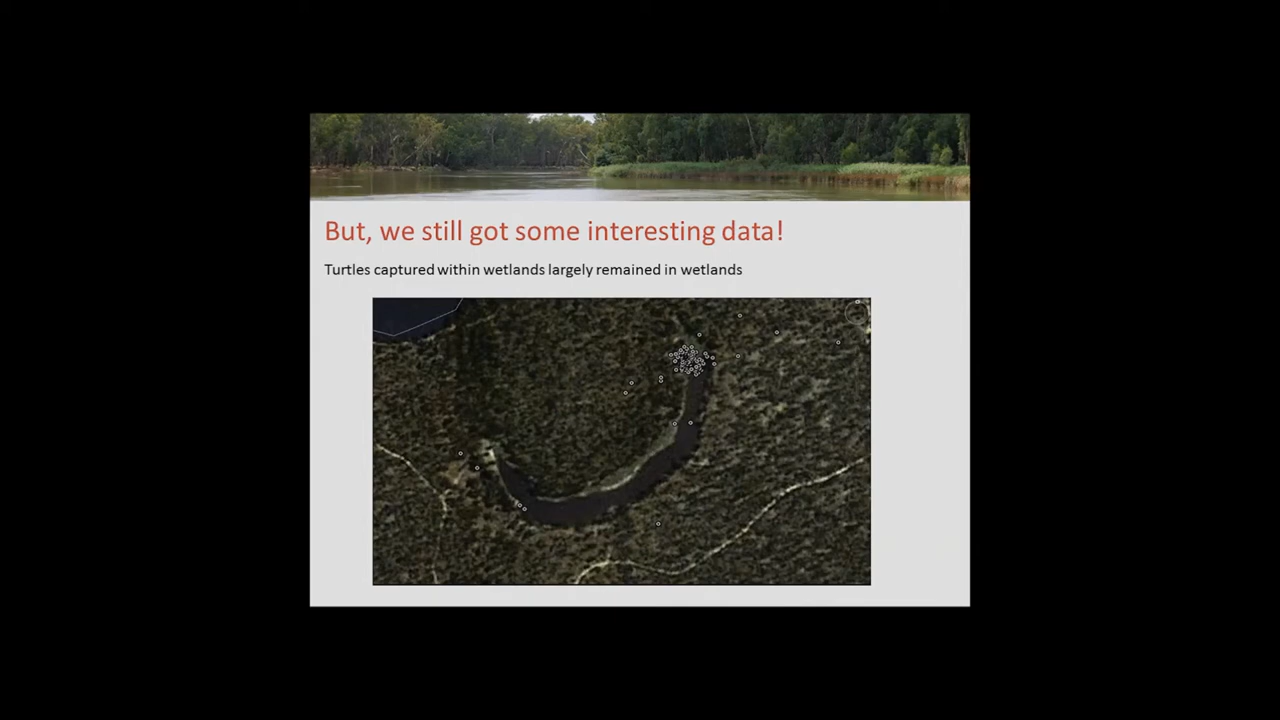 But, we still got some interesting data!
Turtles captured within wetlands largely remained in wetlands